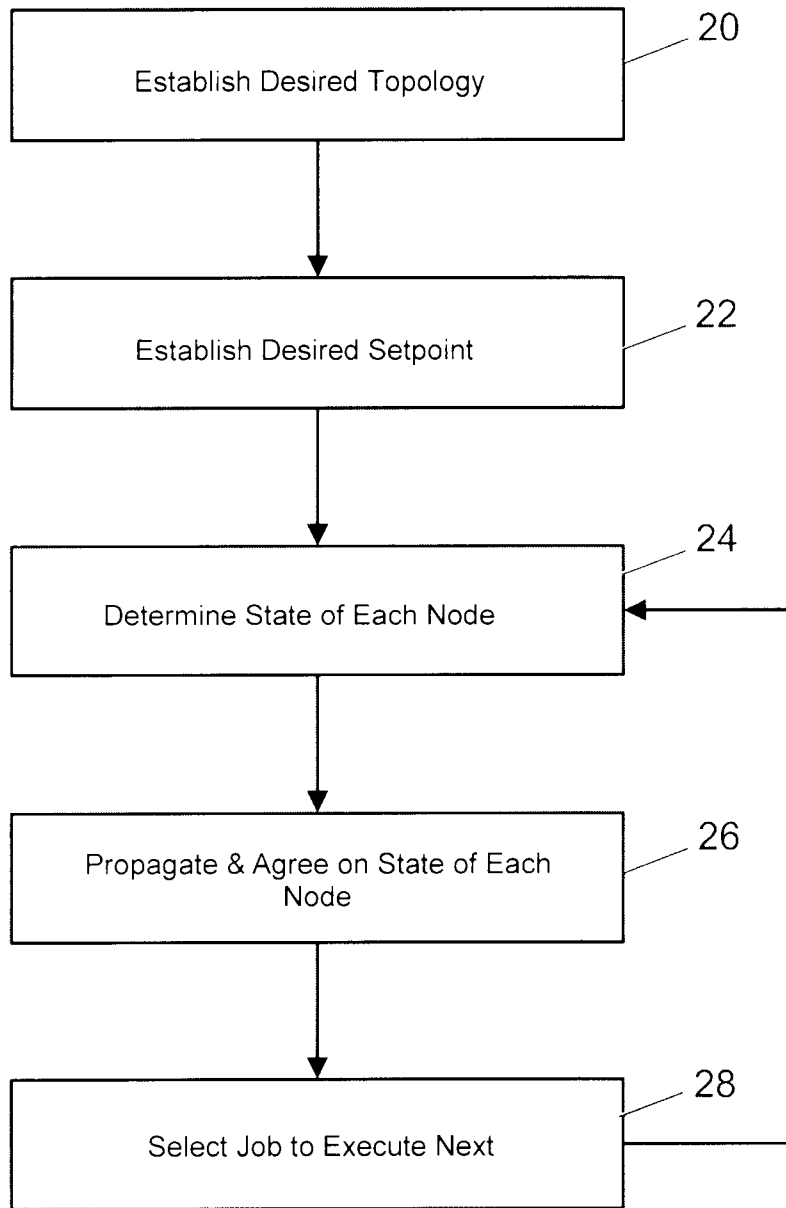 20
Establish Desired Topology
22
Establish Desired Setpoint
24
Determine State of Each Node
26
Propagate & Agree on State of Each
Node
28
Select Job to Execute Next